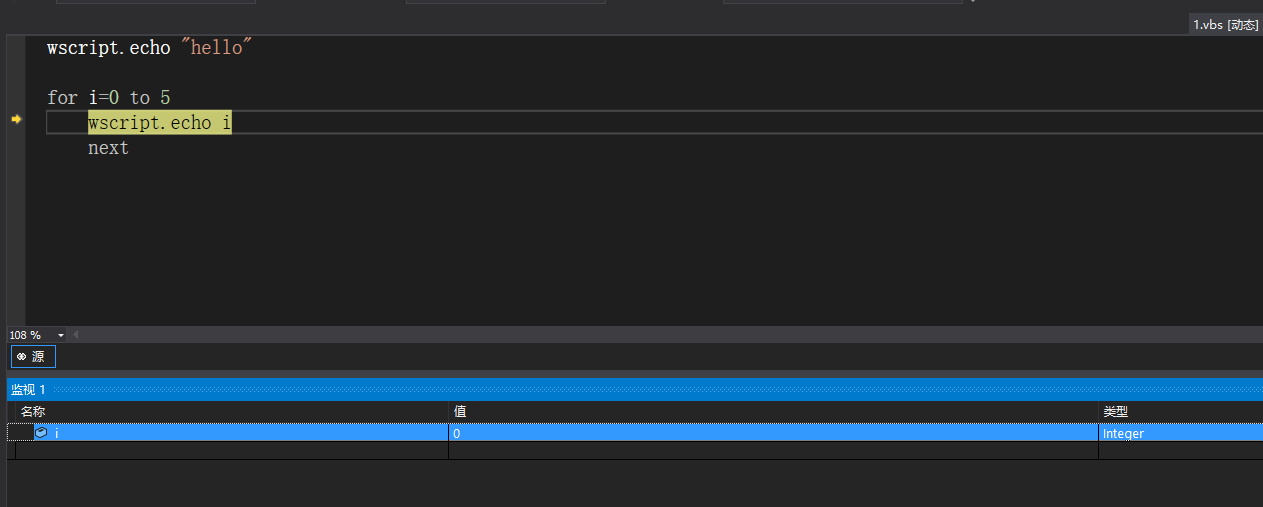 1.vbs [动态]
wscript.echo "hello"
for i=0 to 5
wscript.echo i
next
108 %
源
监视 1
名称 值 类型
i 0 Integer